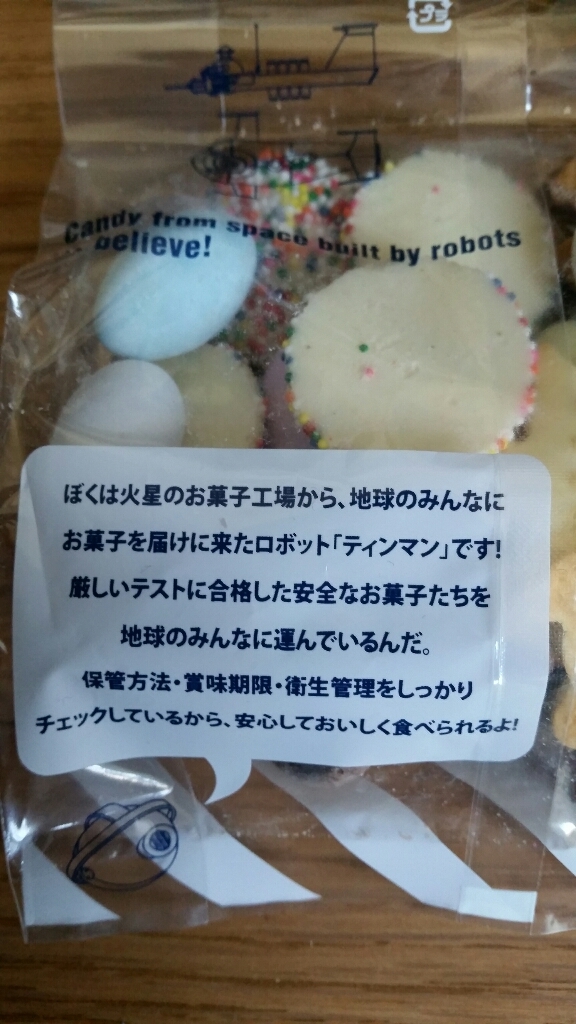 プラ
Candy from space built by robots
believe!
ぼくは火星のお菓子工場から、地球のみんなに
お菓子を届けに来たロボット「ティンマン」です!
厳しいテストに合格した安全なお菓子たちを
地球のみんなに運んでいるんだ。
保管方法・賞味期限・衛生管理をしっかり
チェックしているから、安心しておいしく食べられるよ!